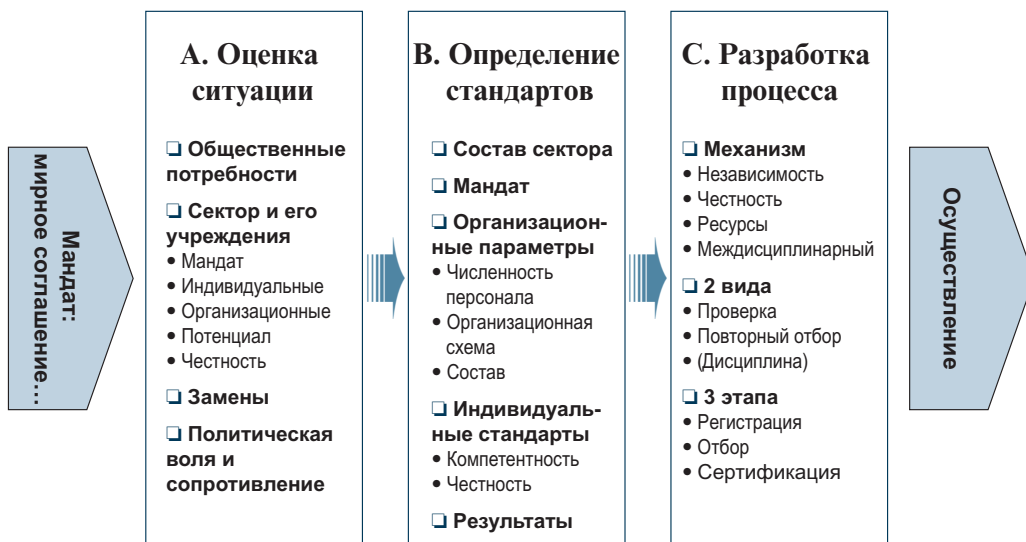 Мандат:
мирное соглашение…
A. Оценка
ситуации
❏ Общественные
потребности
❏ Сектор и его
учреждения
• Мандат
• Индивидуальные
• Организационные
• Потенциал
• Честность
❏ Замены
❏ Политическая
воля и
сопротивление
B. Определение
стандартов
❏ Состав сектора
❏ Мандат
❏ Организацион-
ные параметры
• Численность
персонала
• Организационная
схема
• Состав
❏ Индивидуаль-
ные стандарты
• Компетентность
• Честность
❏ Результаты
C. Разработка
процесса
❏ Механизм
• Независимость
• Честность
• Ресурсы
• Междисциплинарный
❏ 2 вида
• Проверка
• Повторный отбор
• (Дисциплина)
❏ 3 этапа
• Регистрация
• Отбор
• Сертификация
Осуществление